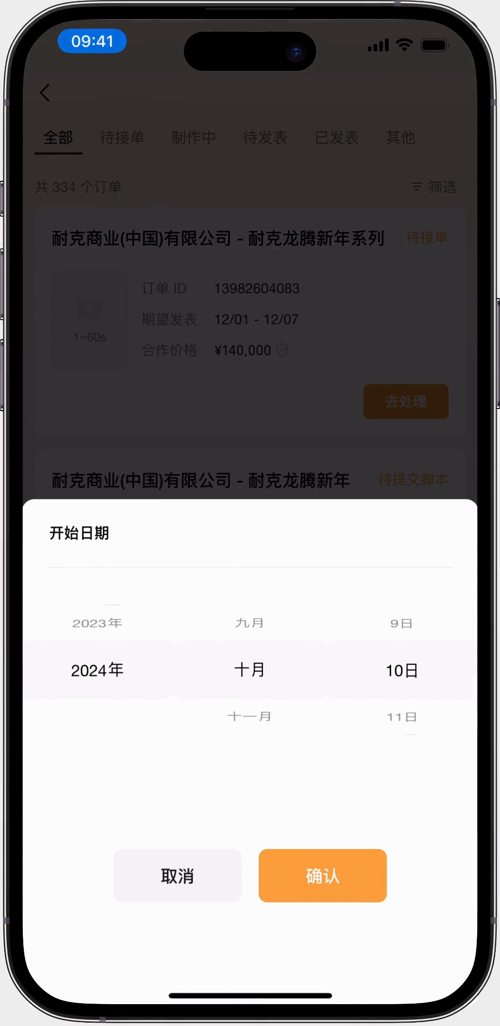 09:41
全部 待接单 制作中 待发表 已发表 其他
共 334 个订单 筛选
耐克商业(中国)有限公司 - 耐克龙腾新年系列 待接单
订单 ID 13982604083
1~60s 期望发表 12/01 - 12/07
合作价格 ¥140,000
去处理
耐克商业(中国)有限公司 - 耐克龙腾新年 待提交脚本
开始日期
2023年 九月 9日
2024年 十月 10日
十一月 11日
取消 确认